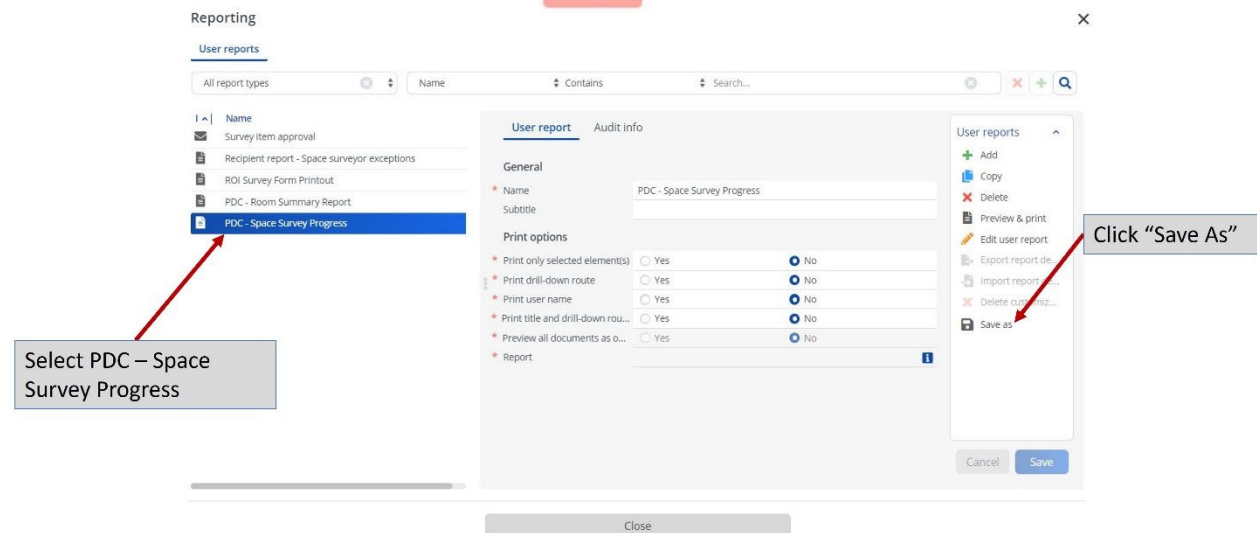 Reporting
User reports
All report types
Name
Contains
Search...
Name
Survey item approval
Recipient report - Space surveyor exceptions
ROI Survey Form Printout
PDC - Room Summary Report
PDC - Space Survey Progress
User report Audit info
General
* Name PDC - Space Survey Progress
Subtitle
Print options
* Print only selected element(s) Yes No
* Print drill-down route Yes No
* Print user name Yes No
* Print title and drill-down rou... Yes No
* Preview all documents as o... Yes No
* Report
User reports
Add
Copy
Delete
Preview & print
Edit user report
Export report de...
Import report
Delete customiz...
Save as
Cancel Save
Close
Select PDC – Space
Survey Progress
Click “Save As”